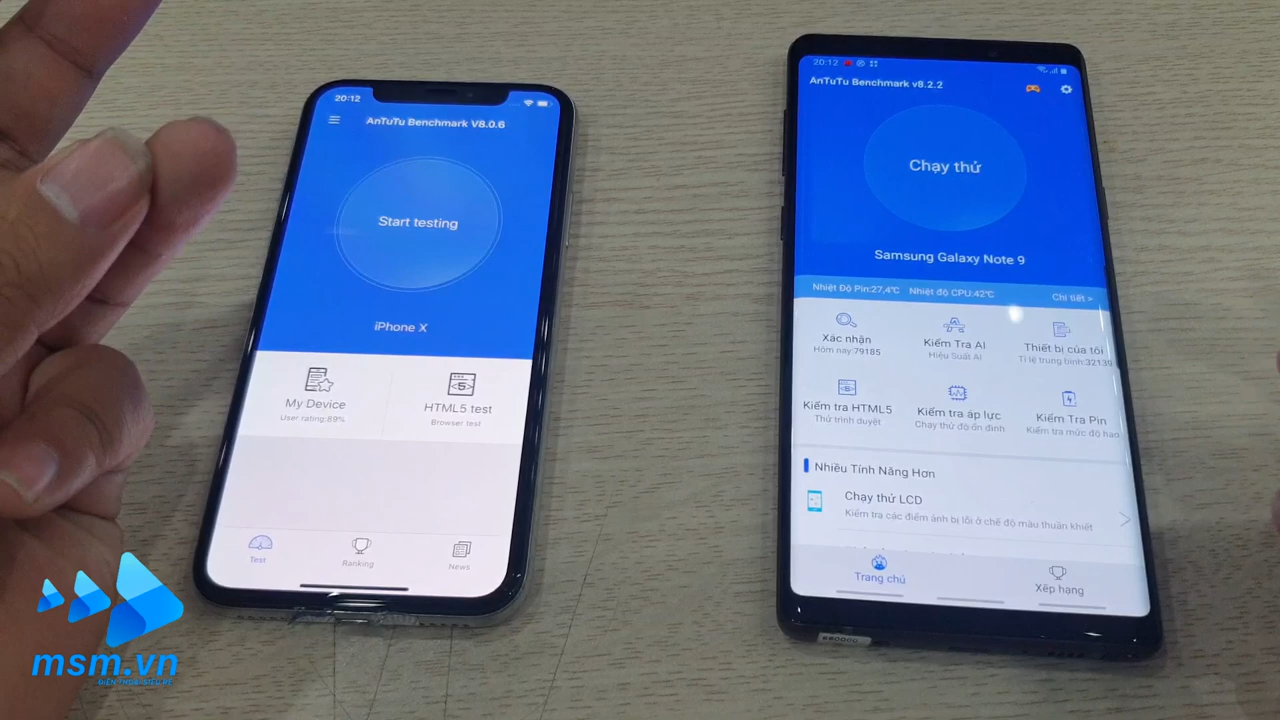 20:12
AnTuTu Benchmark V8.0.6
Start testing
iPhone X
My Device
User rating:89%
HTML5 test
Browser test
Test
Ranking
News
20:12
AnTuTu Benchmark v8.2.2
Chạy thử
Samsung Galaxy Note 9
Nhiệt Độ Pin:27,4℃ Nhiệt độ CPU:42℃ Chi tiết >
Xác nhận
Hôm nay:79185
Kiểm Tra AI
Hiệu Suất AI
Thiết bị của tôi
Tỉ lệ trung bình:32139
Kiểm tra HTML5
Thử trình duyệt
Kiểm tra áp lực
Chạy thử độ ổn định
Kiểm Tra Pin
Kiểm tra mức độ hao
Nhiều Tính Năng Hơn
Chạy thử LCD
Kiểm tra các điểm ảnh bị lỗi ở chế độ màu thuần khiết
Trang chủ
Xếp hạng
msm.vn
ĐIỆN THOẠI SIÊU RẺ